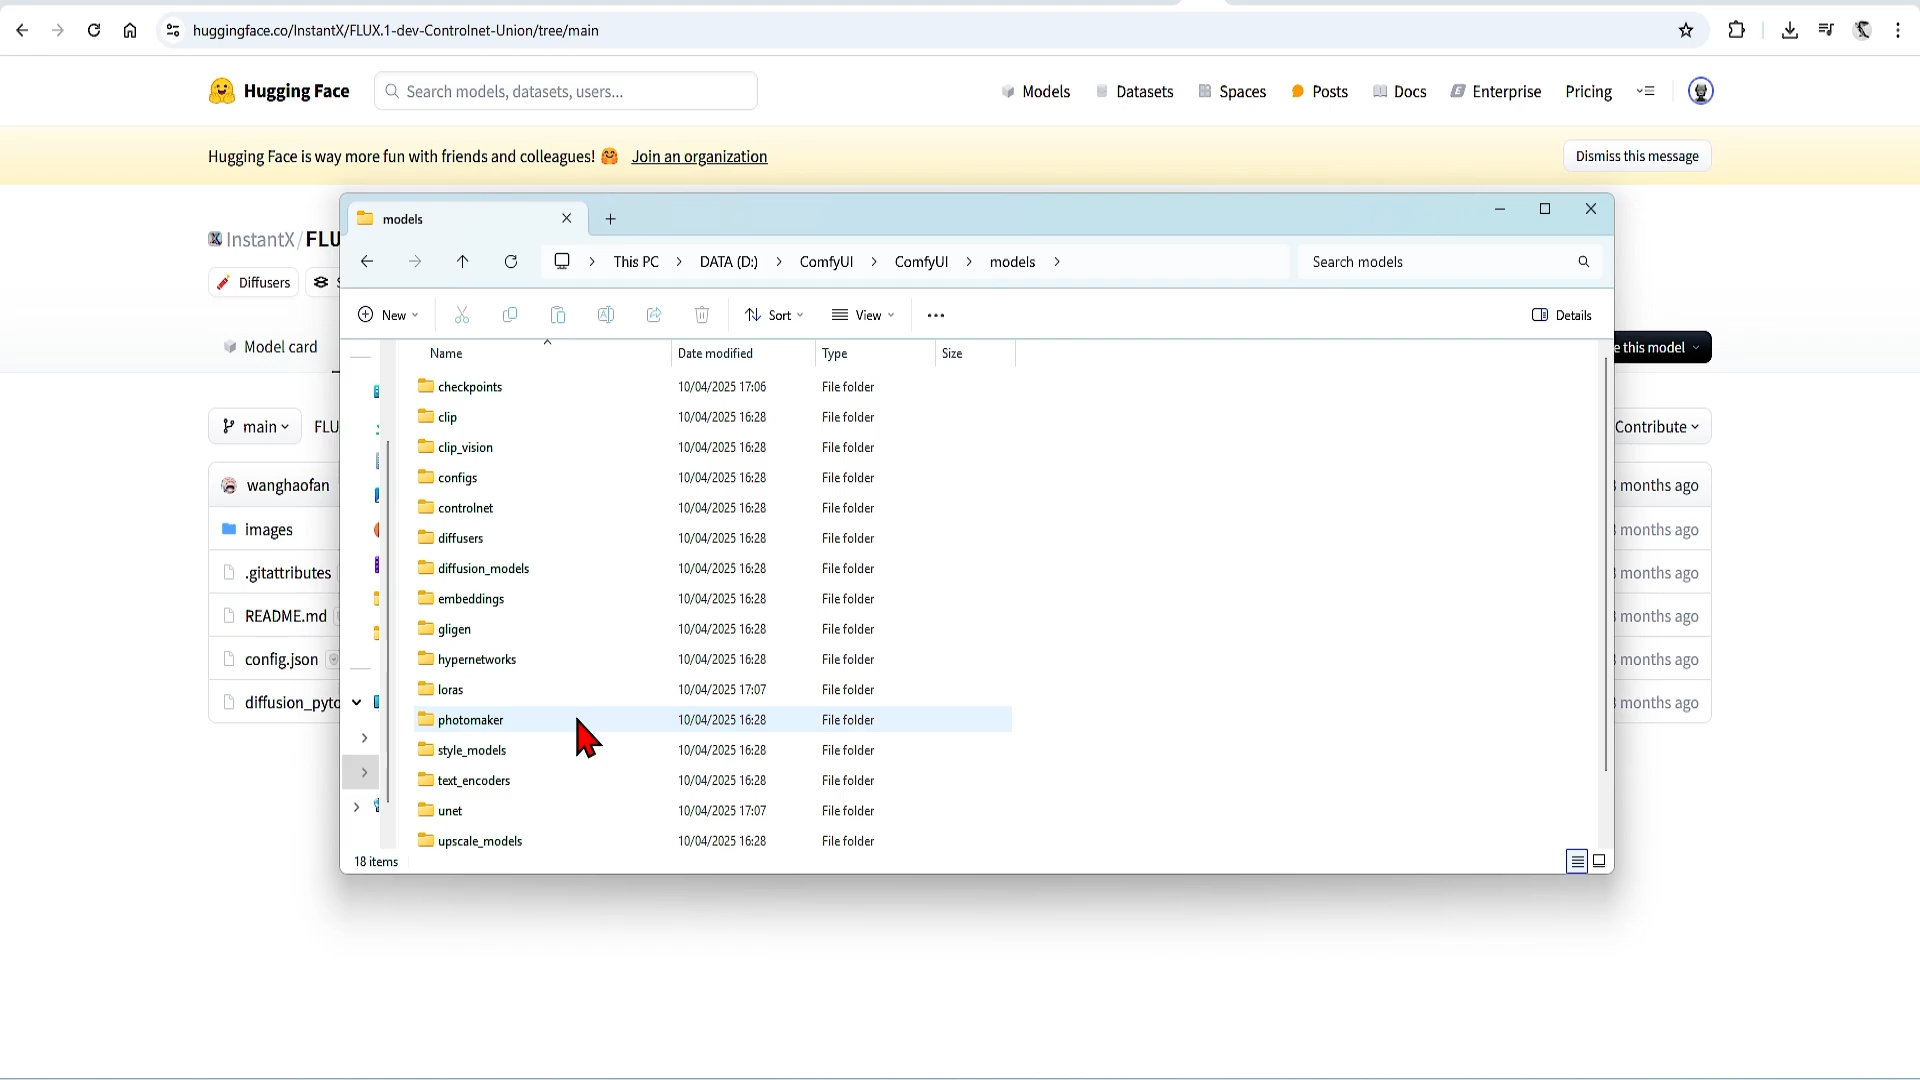 huggingface.co/InstantX/FLUX.1-dev-Controlnet-Union/tree/main
Hugging Face
Search models, datasets, users...
Models
Datasets
Spaces
Posts
Docs
Enterprise
Pricing
Hugging Face is way more fun with friends and colleagues! 🤗 Join an organization
Dismiss this message
InstantX/FLU
Diffusers
Model card
e this model
main
FLU
Contribute
wanghaofan
months ago
images
months ago
.gitattributes
months ago
README.md
months ago
config.json
months ago
diffusion_pyto
months ago
models
This PC > DATA (D:) > ComfyUI > ComfyUI > models >
Search models
New
Sort
View
Details
Name
Date modified
Type
Size
checkpoints 10/04/2025 17:06 File folder
clip 10/04/2025 16:28 File folder
clip_vision 10/04/2025 16:28 File folder
configs 10/04/2025 16:28 File folder
controlnet 10/04/2025 16:28 File folder
diffusers 10/04/2025 16:28 File folder
diffusion_models 10/04/2025 16:28 File folder
embeddings 10/04/2025 16:28 File folder
gligen 10/04/2025 16:28 File folder
hypernetworks 10/04/2025 16:28 File folder
loras 10/04/2025 17:07 File folder
photomaker 10/04/2025 16:28 File folder
style_models 10/04/2025 16:28 File folder
text_encoders 10/04/2025 16:28 File folder
unet 10/04/2025 17:07 File folder
upscale_models 10/04/2025 16:28 File folder
18 items